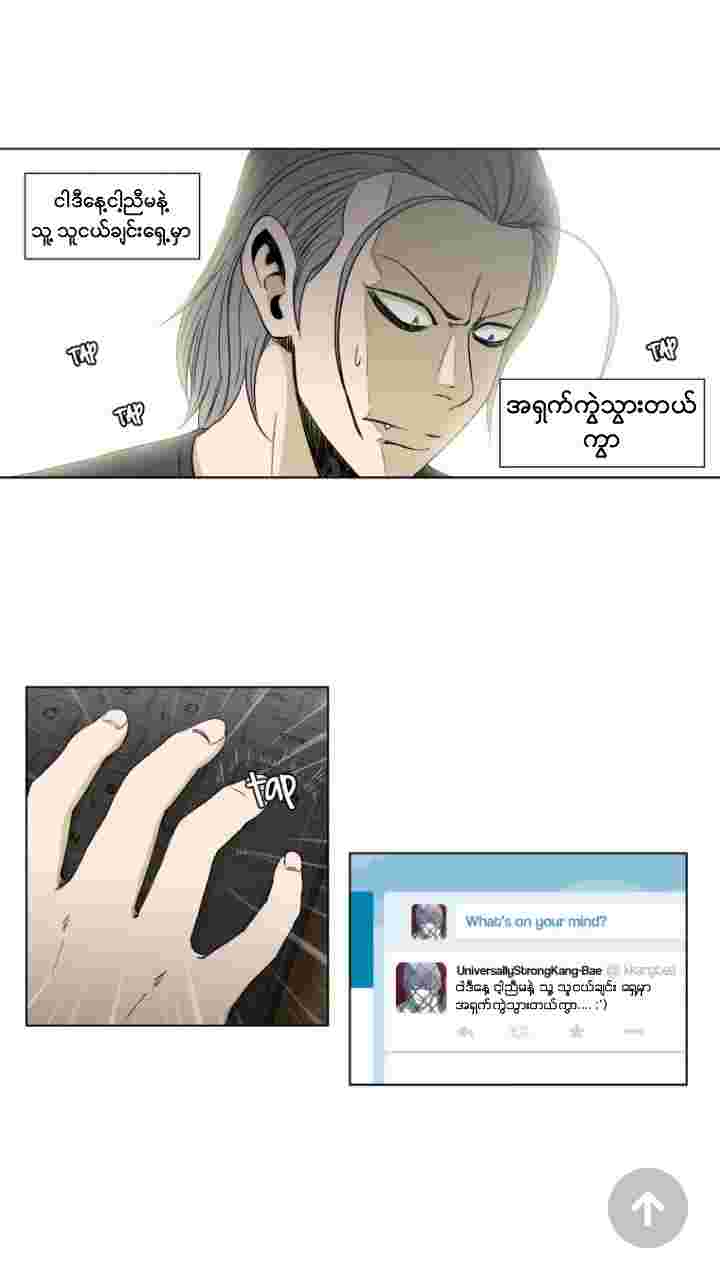 ငါဒီနေ့ငါ့ညီမနဲ့
သူ့ သူငယ်ချင်းရှေ့မှာ
TAP
TAP
TAP
အရှက်ကွဲသွားတယ်
ကွာ
tap
What's on your mind?
UniversallyStrongKang-Bae
ငါဒီနေ့ ငါ့ညီမနဲ့ သူ့ သူငယ်ချင်း ရှေ့မှာ
အရှက်ကွဲသွားတယ်ကွာ.... :')